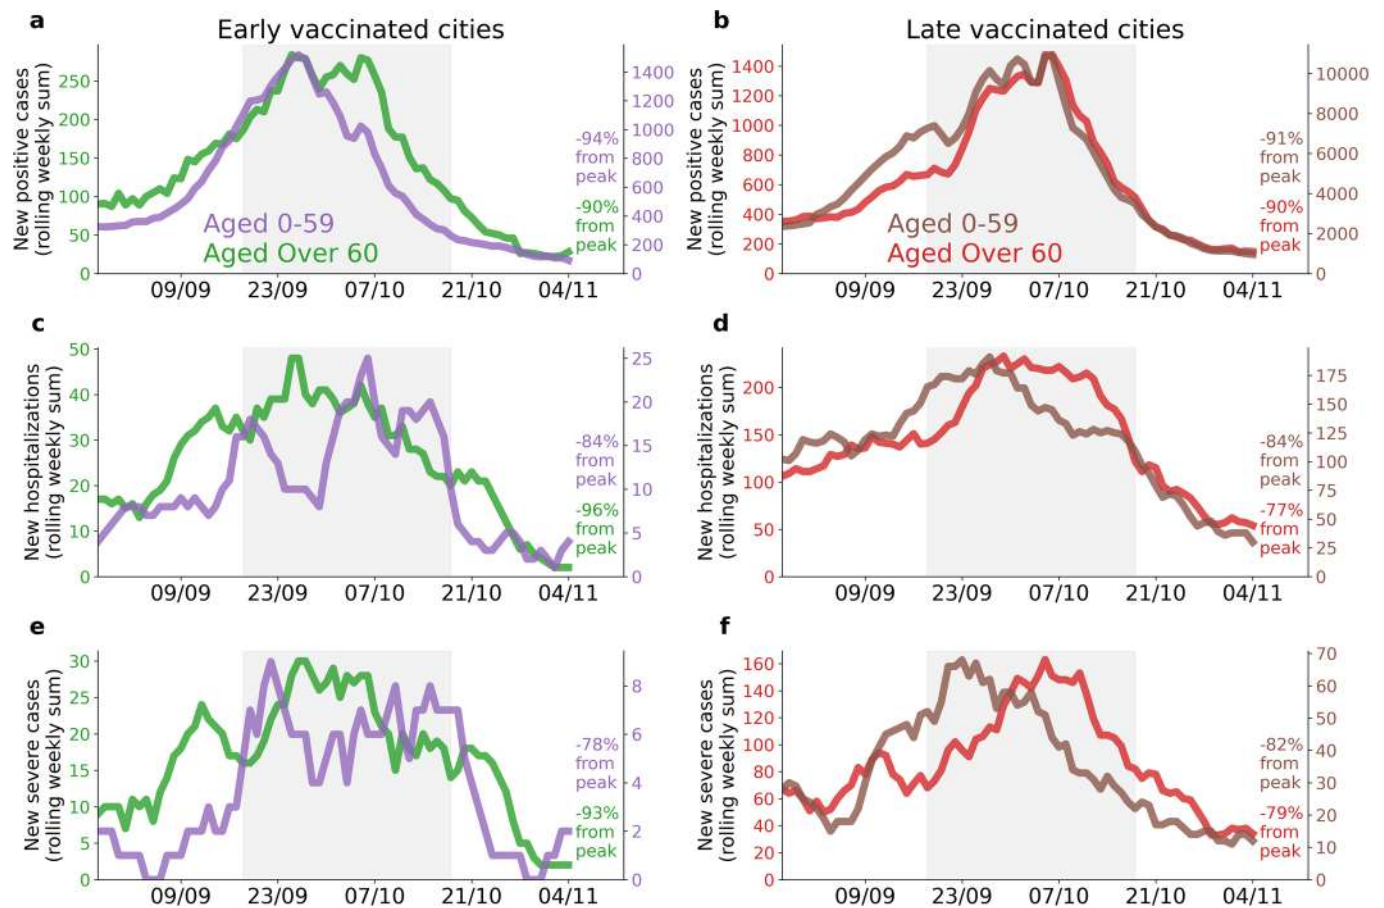 a
Early vaccinated cities
b
Late vaccinated cities
New positive cases
(rolling weekly sum)
250
200
150
100
50
0
1400
1200
1000
800
600
400
200
0
-94%
from
peak
-90%
from
peak
Aged 0-59
Aged Over 60
09/09
23/09
07/10
21/10
04/11
New positive cases
(rolling weekly sum)
1400
1200
1000
800
600
400
200
0
10000
8000
6000
4000
2000
0
-91%
from
peak
-90%
from
peak
Aged 0-59
Aged Over 60
09/09
23/09
07/10
21/10
04/11
c
New hospitalizations
(rolling weekly sum)
50
40
30
20
10
0
25
20
15
10
5
0
-84%
from
peak
-96%
from
peak
09/09
23/09
07/10
21/10
04/11
d
New hospitalizations
(rolling weekly sum)
200
150
100
50
0
175
150
125
100
75
50
25
0
-84%
from
peak
-77%
from
peak
09/09
23/09
07/10
21/10
04/11
e
New severe cases
(rolling weekly sum)
30
25
20
15
10
5
0
8
6
4
2
0
-78%
from
peak
-93%
from
peak
09/09
23/09
07/10
21/10
04/11
f
New severe cases
(rolling weekly sum)
160
140
120
100
80
60
40
20
0
70
60
50
40
30
20
10
0
-82%
from
peak
-79%
from
peak
09/09
23/09
07/10
21/10
04/11